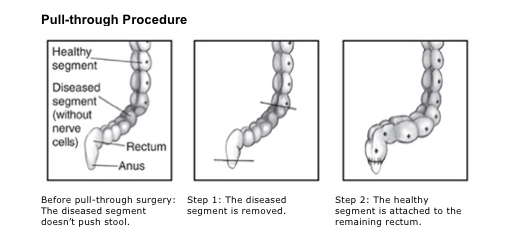 Pull-through Procedure
Healthy
segment
Diseased
segment
(without
nerve
cells)
Rectum
Anus
Before pull-through surgery:
The diseased segment
doesn't push stool.
Step 1: The diseased
segment is removed.
Step 2: The healthy
segment is attached to the
remaining rectum.